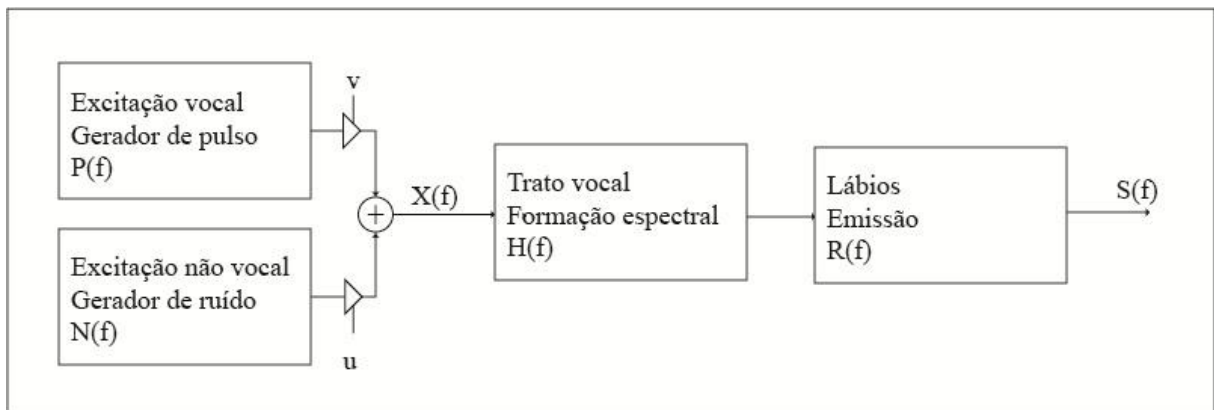 Excitação vocal
Gerador de pulso
P(f)
v
Excitação não vocal
Gerador de ruído
N(f)
u
+
X(f)
Trato vocal
Formação espectral
H(f)
Lábios
Emissão
R(f)
S(f)